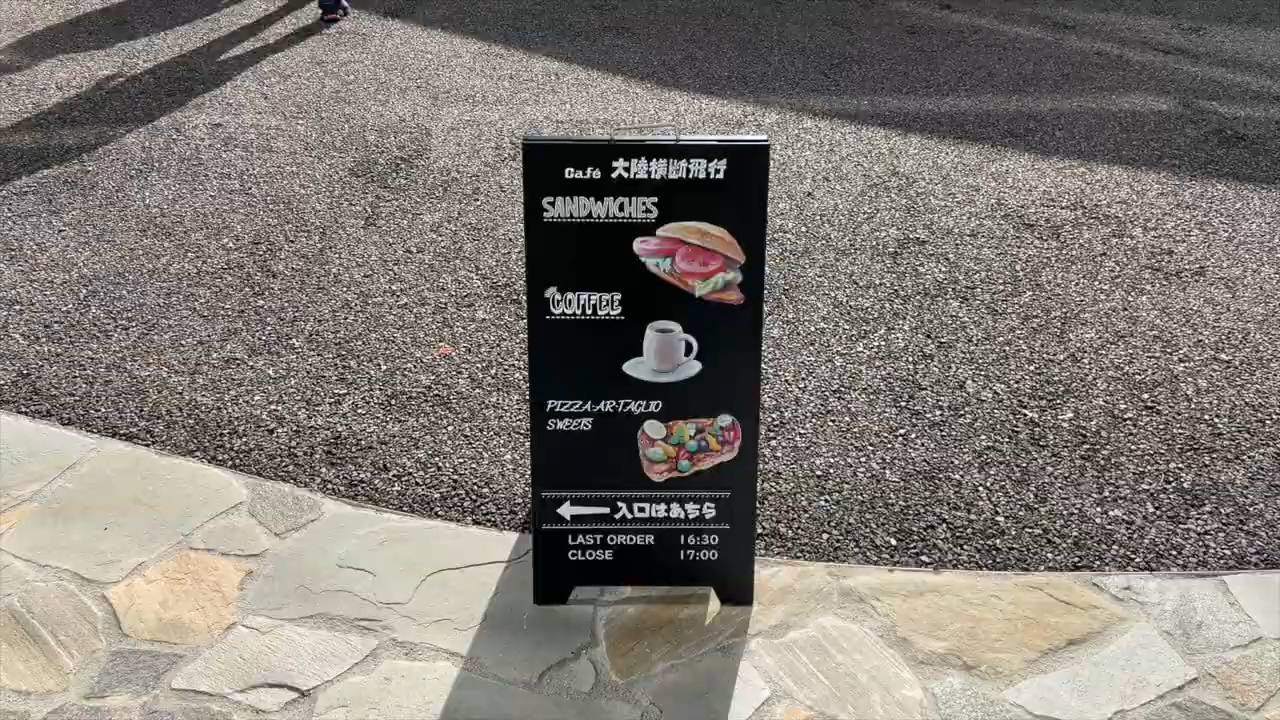 Café 大陸横断飛行
SANDWICHES
COFFEE
PIZZA-AR-TAGLIO
SWEETS
入口はあちら
LAST ORDER 16:30
CLOSE 17:00